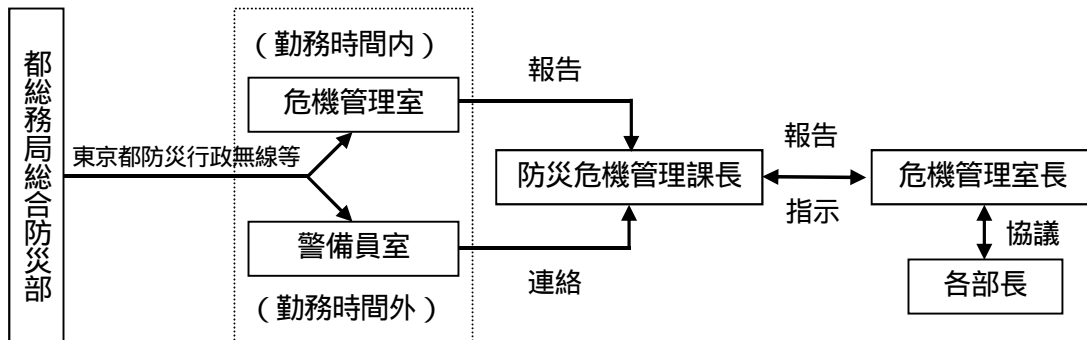 都総務局総合防災部
東京都防災行政無線等
(勤務時間内)
危機管理室
警備員室
(勤務時間外)
報告
連絡
防災危機管理課長
報告
指示
危機管理室長
協議
各部長